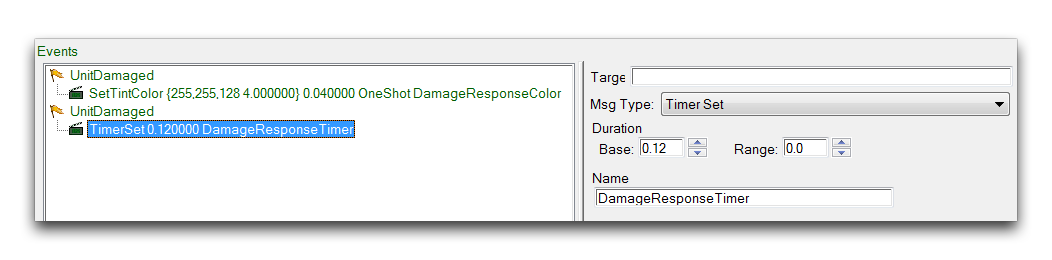 Events
UnitDamaged
SetTintColor {255,255,128 4.000000} 0.040000 OneShot DamageResponseColor
UnitDamaged
TimerSet 0.120000 DamageResponseTimer
Targe
Msg Type: Timer Set
Duration
Base: 0.12 Range: 0.0
Name
DamageResponseTimer